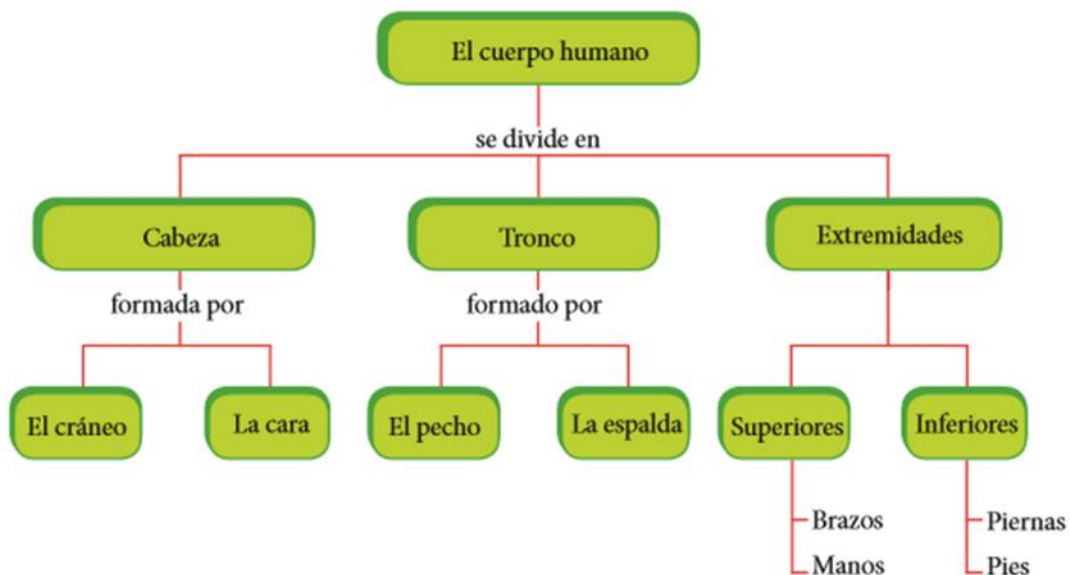 El cuerpo humano
se divide en
Cabeza
Tronco
Extremidades
formada por
formado por
El cráneo
La cara
El pecho
La espalda
Superiores
Inferiores
Brazos
Piernas
Manos
Pies